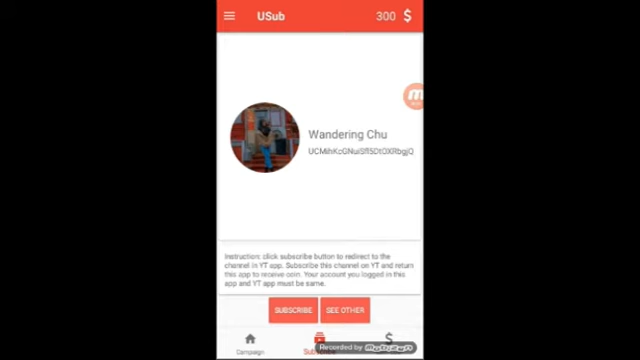 USub
300 $
Wandering Chu
Instruction: click subscribe button to redirect to the
channel in YT app. Subscribe this channel on YT and return
this app to receive coin. Your account you logged in this
app and YT app must be same.
SUBSCRIBE
SEE OTHER
Campaign
Recorded by